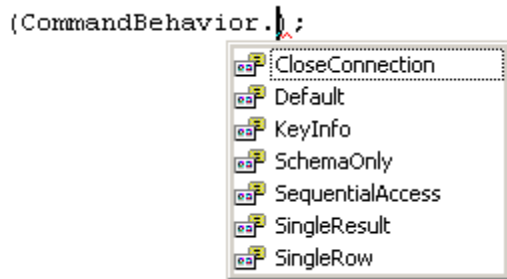 (CommandBehavior.);
CloseConnection
Default
KeyInfo
SchemaOnly
SequentialAccess
SingleResult
SingleRow